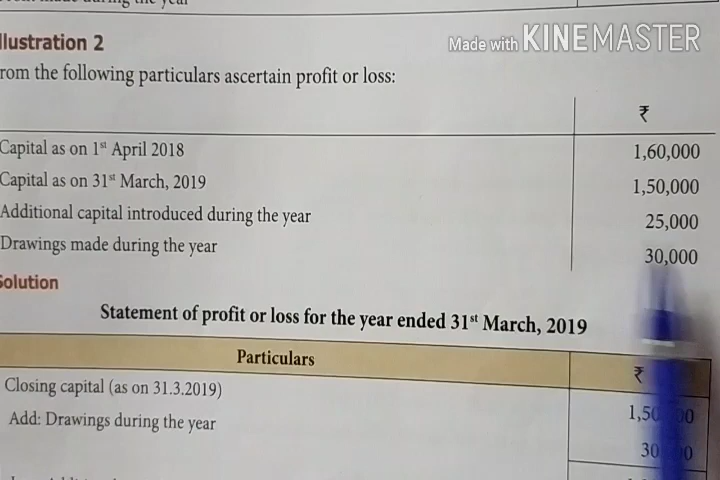 Made with KINEMASTER
llustration 2
rom the following particulars ascertain profit or loss:
₹
Capital as on 1st April 2018 1,60,000
Capital as on 31st March, 2019 1,50,000
Additional capital introduced during the year 25,000
Drawings made during the year 30,000
Solution
Statement of profit or loss for the year ended 31st March, 2019
Particulars ₹
Closing capital (as on 31.3.2019)
Add: Drawings during the year